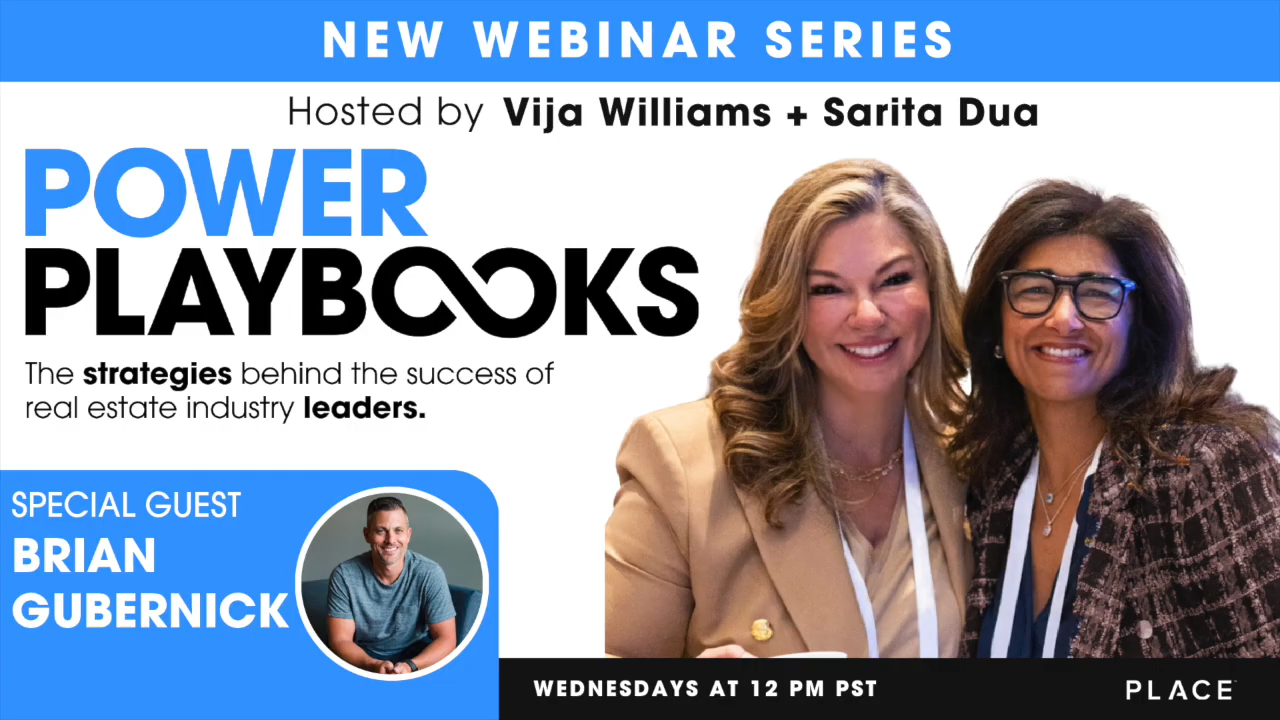 NEW WEBINAR SERIES
Hosted by Vija Williams + Sarita Dua
POWER
PLAYBOOKS
The strategies behind the success of
real estate industry leaders.
SPECIAL GUEST
BRIAN
GUBERNICK
WEDNESDAYS AT 12 PM PST
PLACE